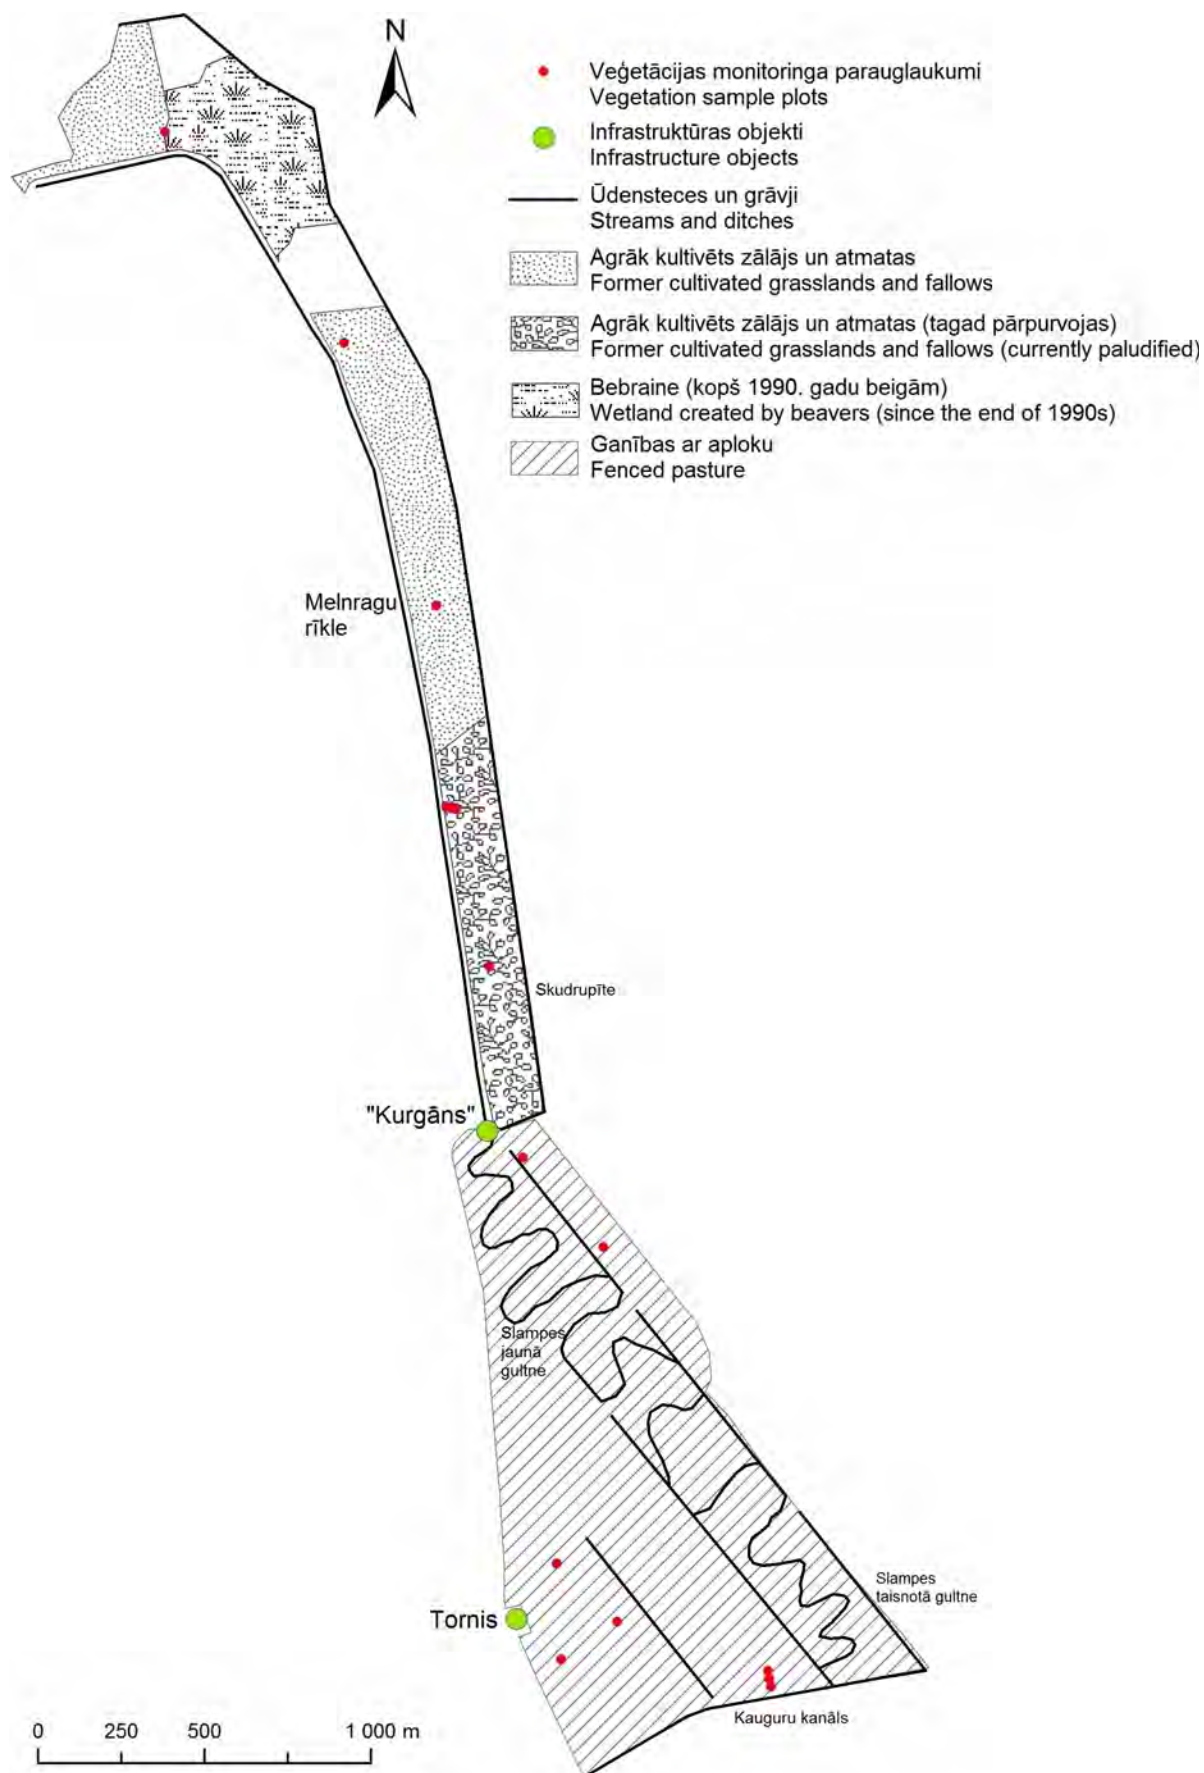 N
Veģetācijas monitoringa parauglaukumi
Vegetation sample plots
Infrastruktūras objekti
Infrastructure objects
Ūdensteces un grāvji
Streams and ditches
Agrāk kultivēts zālājs un atmatas
Former cultivated grasslands and fallows
Agrāk kultivēts zālājs un atmatas (tagad pārpurvojas)
Former cultivated grasslands and fallows (currently paludified)
Bebraine (kopš 1990. gadu beigām)
Wetland created by beavers (since the end of 1990s)
Ganības ar aploku
Fenced pasture
Melnragu
rīkle
Skudrupīte
"Kurgāns"
Slampes
jaunā
gultne
Slampes
taisnotā gultne
Tornis
Kauguru kanāls
0 250 500 1 000 m